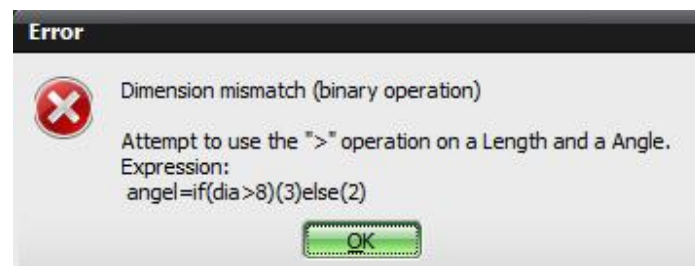 Error
Dimension mismatch (binary operation)
Attempt to use the ">" operation on a Length and a Angle.
Expression:
angel=if(dia>8)(3)else(2)
OK